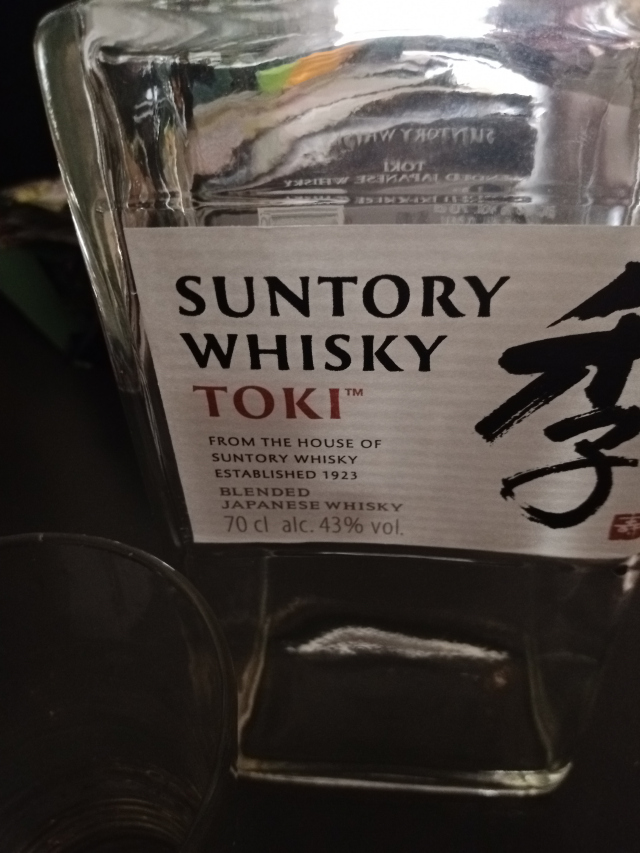 SUNTORY
WHISKY
TOKI™
FROM THE HOUSE OF
SUNTORY WHISKY
ESTABLISHED 1923
BLENDED
JAPANESE WHISKY
70 cl alc. 43% vol.
季